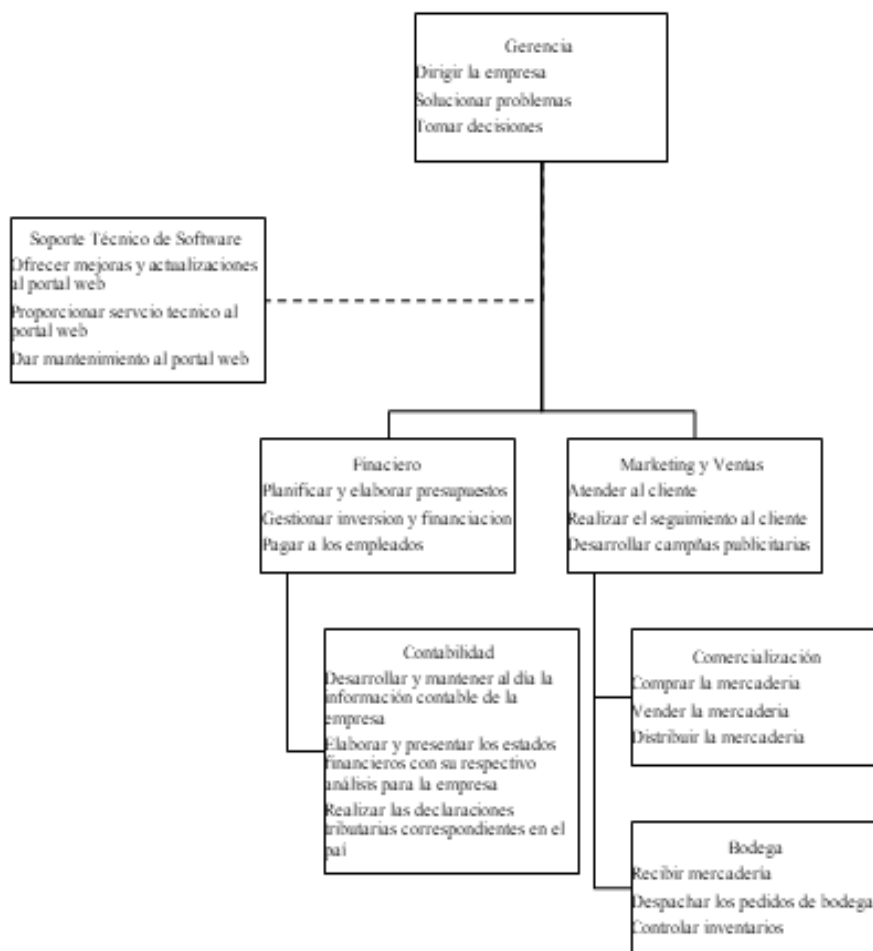 Gerencia
Dirigir la empresa
Solucionar problemas
Tomar decisiones
Soporte Técnico de Software
Ofrecer mejoras y actualizaciones
al portal web
Proporcionar servcio tecnico al
portal web
Dar mantenimiento al portal web
Finaciero
Planificar y elaborar presupuestos
Gestionar inversion y financiacion
Pagar a los empleados
Marketing y Ventas
Atender al cliente
Realizar el seguimiento al cliente
Desarrollar campñas publicitarias
Contabilidad
Desarrollar y mantener al día la
información contable de la
empresa
Elaborar y presentar los estados
financieros con su respectivo
análisis para la empresa
Realizar las declaraciones
tributarias correspondientes en el
paí
Comercialización
Comprar la mercaderia
Vender la mercaderia
Distribuir la mercaderia
Bodega
Recibir mercadería
Despachar los pedidos de bodega
Controlar inventarios